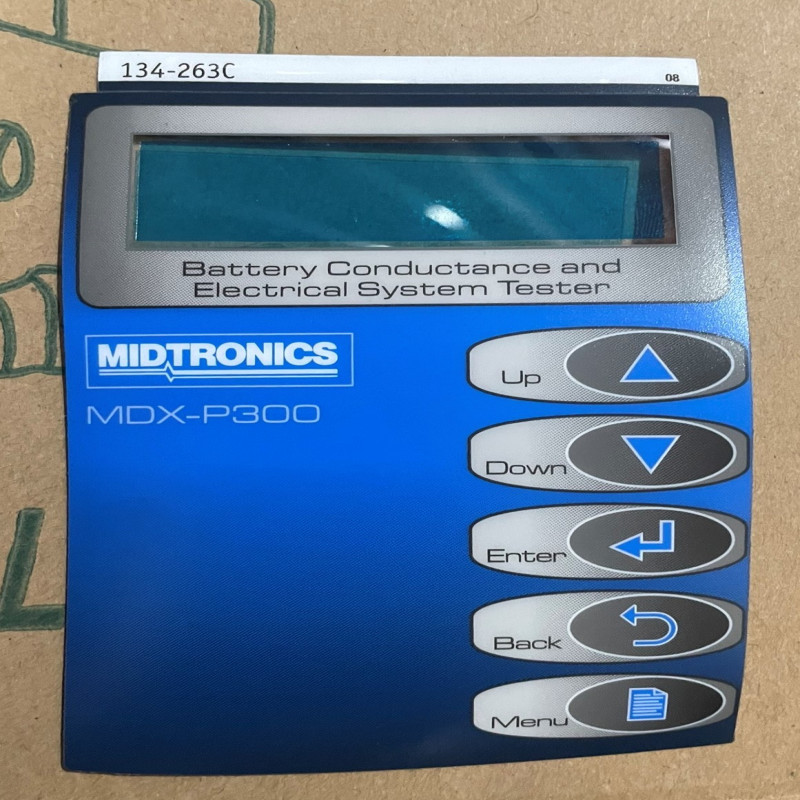 134-263C
08
Battery Conductance and
Electrical System Tester
MIDTRONICS
MDX-P300
Up
Down
Enter
Back
Menu